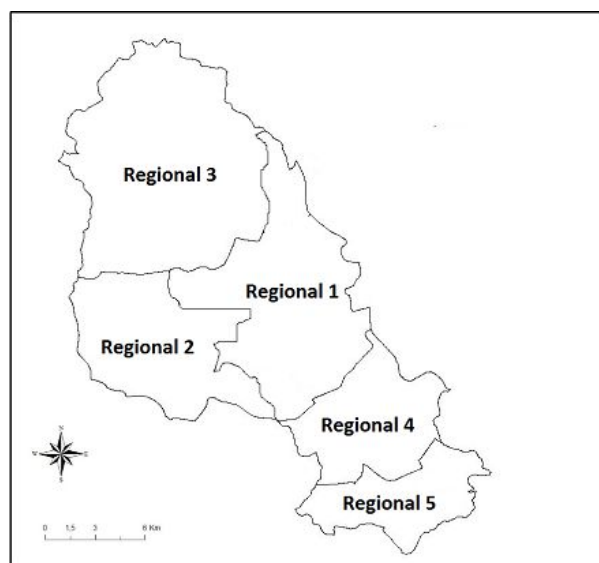 Regional 3
Regional 1
Regional 2
Regional 4
N
W E
S
Regional 5
0 1,5 3 6 Km